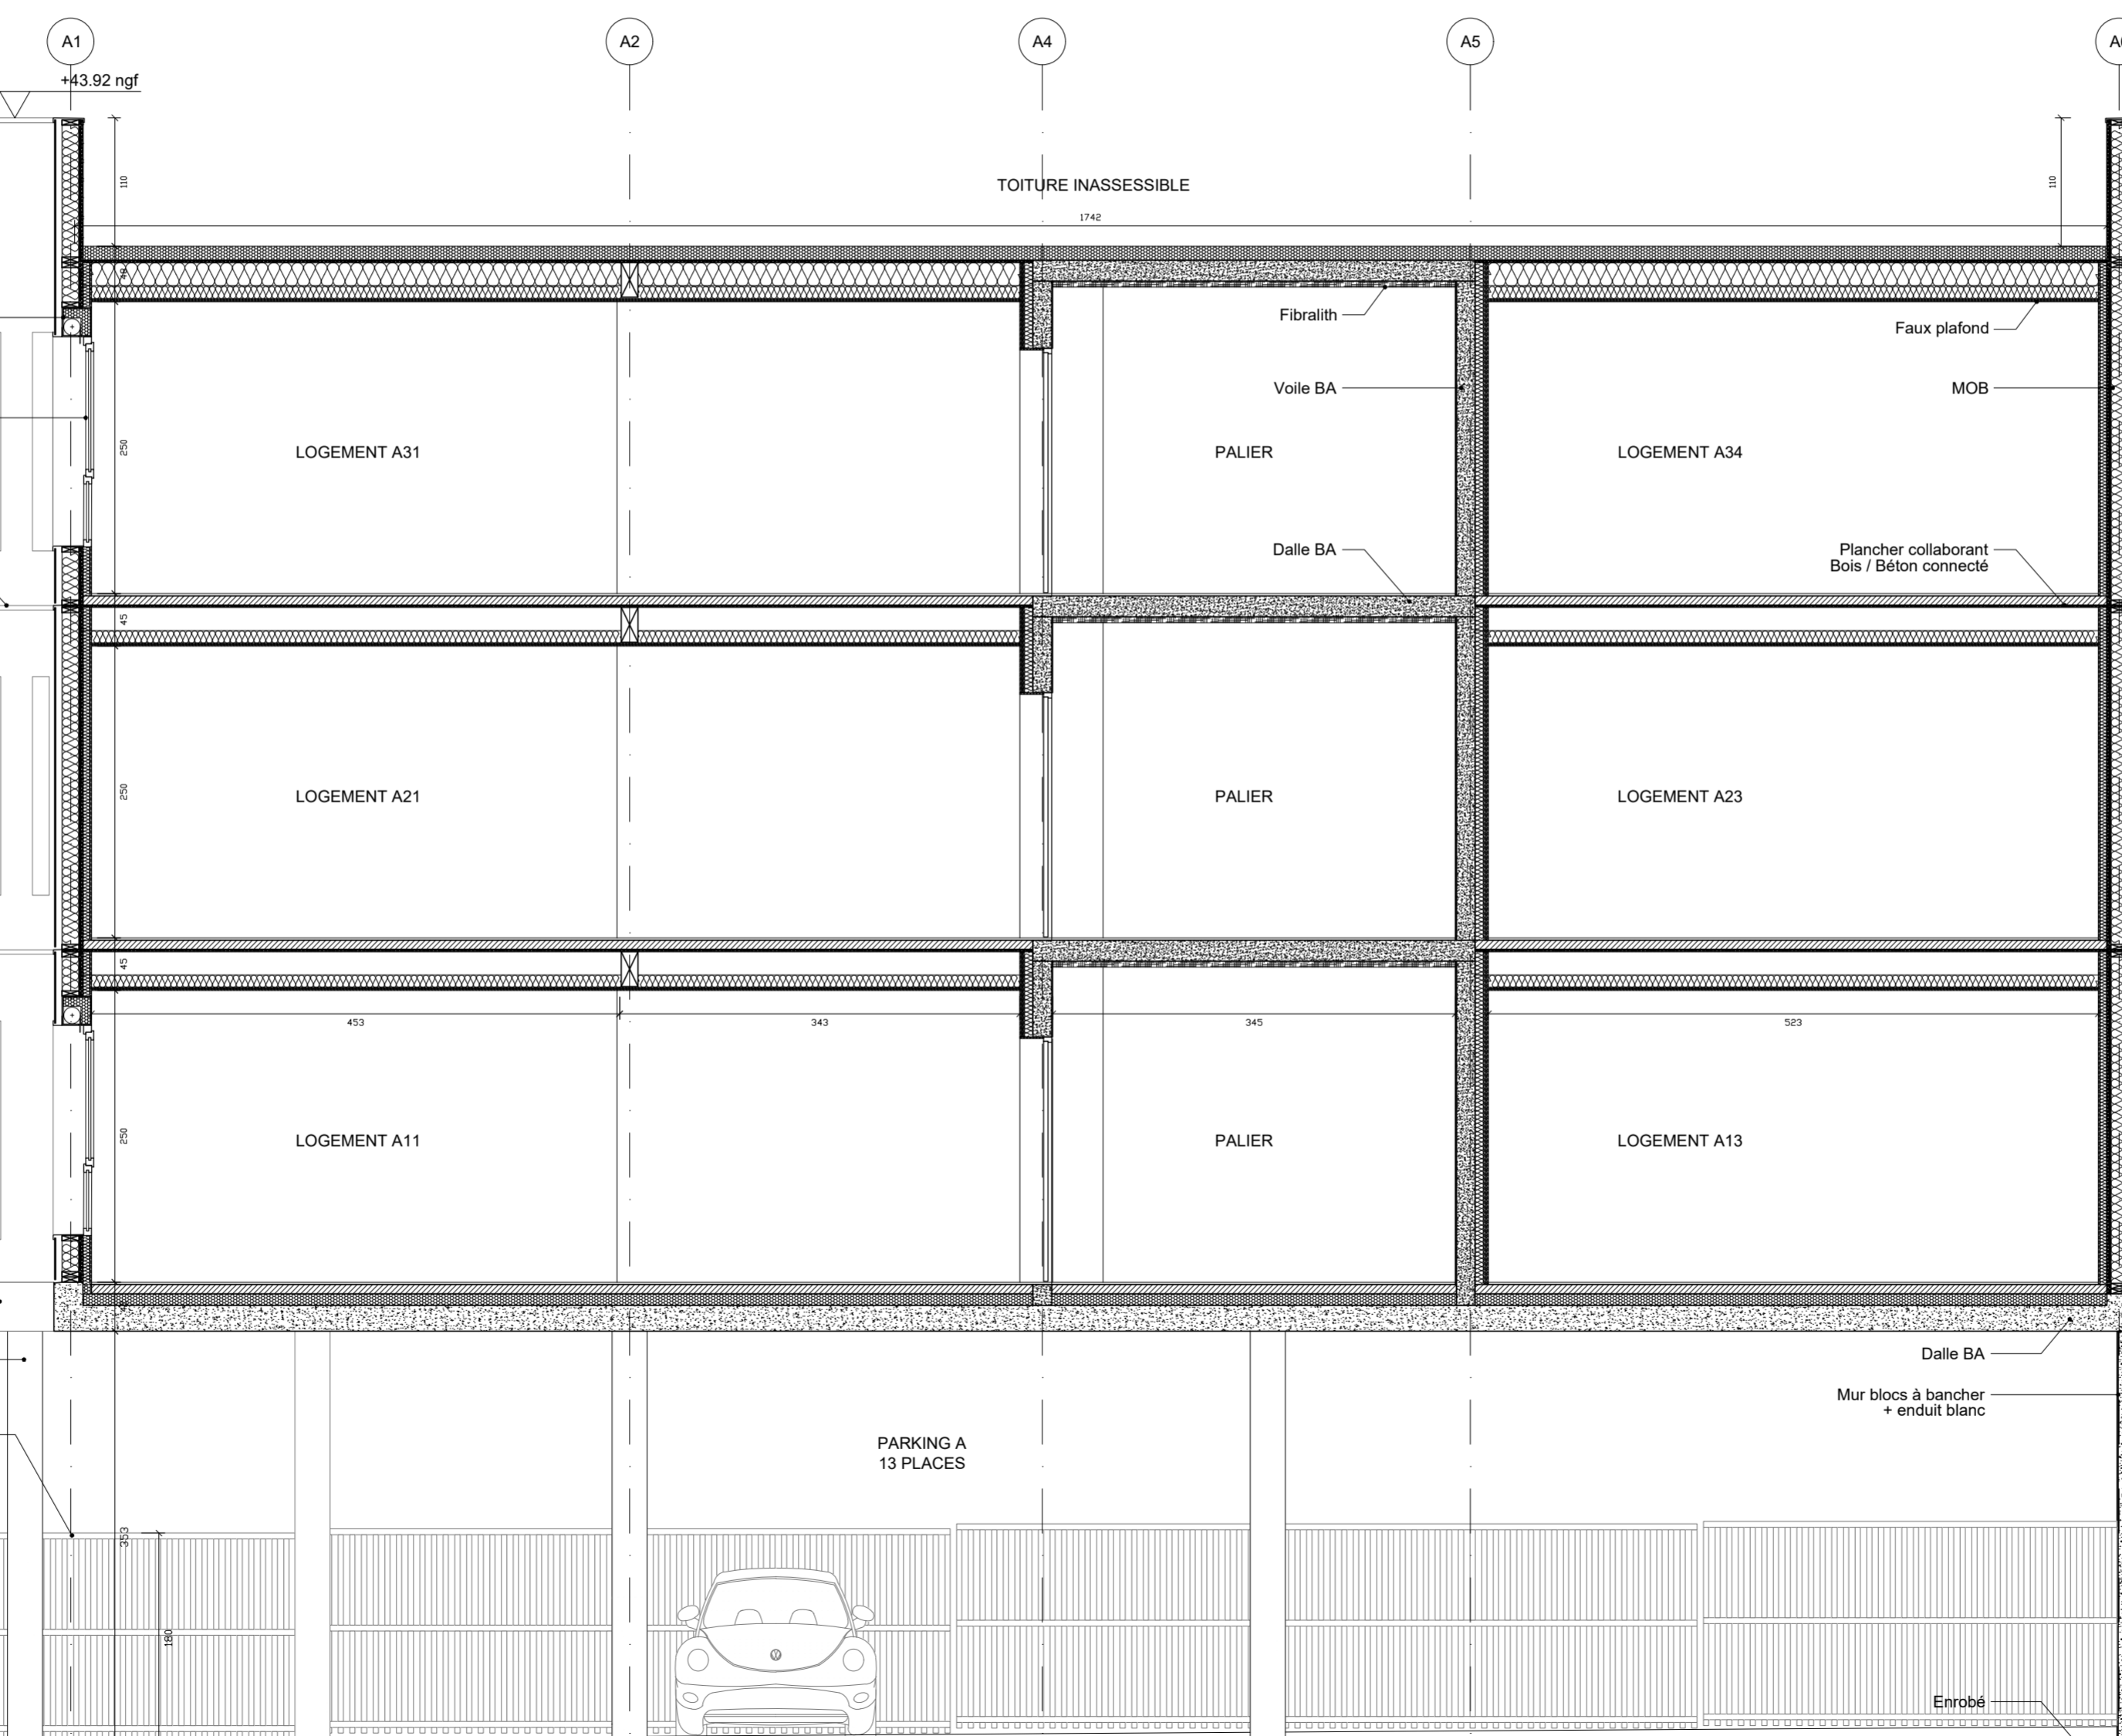 A1
A2
A4
A5
+43.92 ngf
110
TOITURE INASSESSIBLE
110
1742
Fibralith
Faux plafond
Voile BA
MOB
250
LOGEMENT A31
PALIER
LOGEMENT A34
Dalle BA
Plancher collaborant
Bois / Béton connecté
45
250
LOGEMENT A21
PALIER
LOGEMENT A23
45
453
343
345
523
250
LOGEMENT A11
PALIER
LOGEMENT A13
Dalle BA
Mur blocs à bancher
+ enduit blanc
PARKING A
13 PLACES
353
180
Enrobé